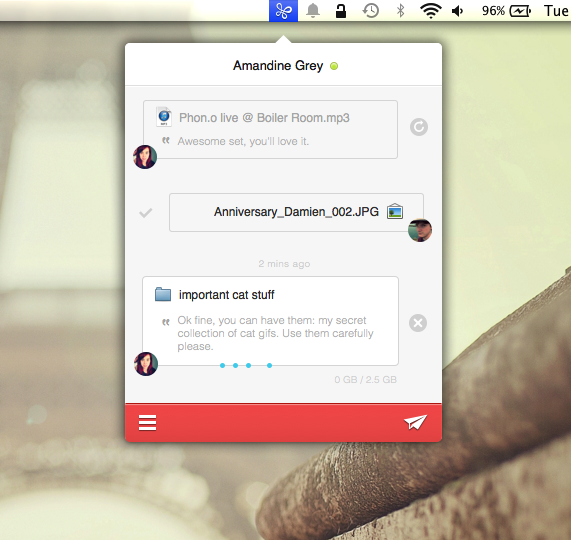 96% Tue
Amandine Grey
Phon.o live @ Boiler Room.mp3
Awesome set, you'll love it.
Anniversary_Damien_002.JPG
2 mins ago
important cat stuff
Ok fine, you can have them: my secret
collection of cat gifs. Use them carefully
please.
0 GB / 2.5 GB